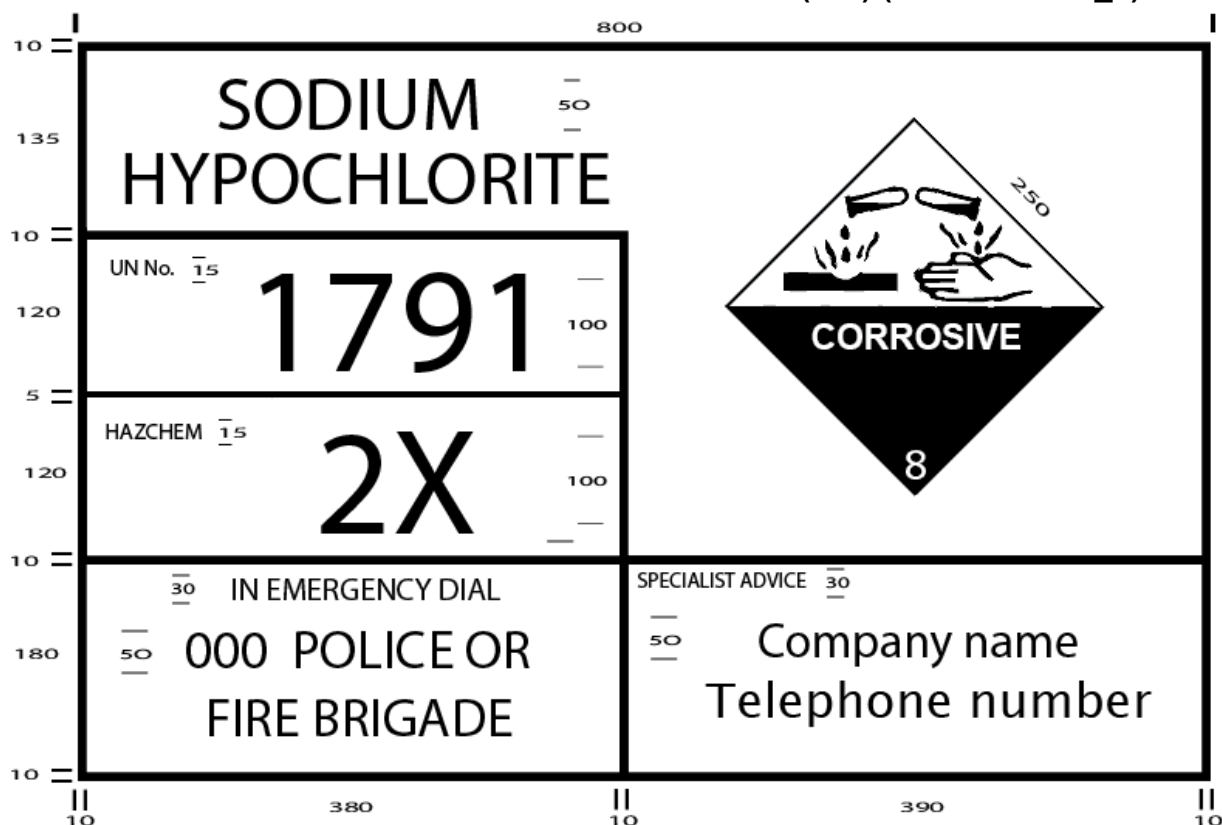 800
10
SODIUM
50
135
HYPOCHLORITE
250
10
UN No. 15
1791
120
100
CORROSIVE
5
HAZCHEM 15
2X
120
100
8
10
30 IN EMERGENCY DIAL
SPECIALIST ADVICE 30
180
50 000 POLICE OR
FIRE BRIGADE
50 Company name
Telephone number
10
10 380 10 390 10